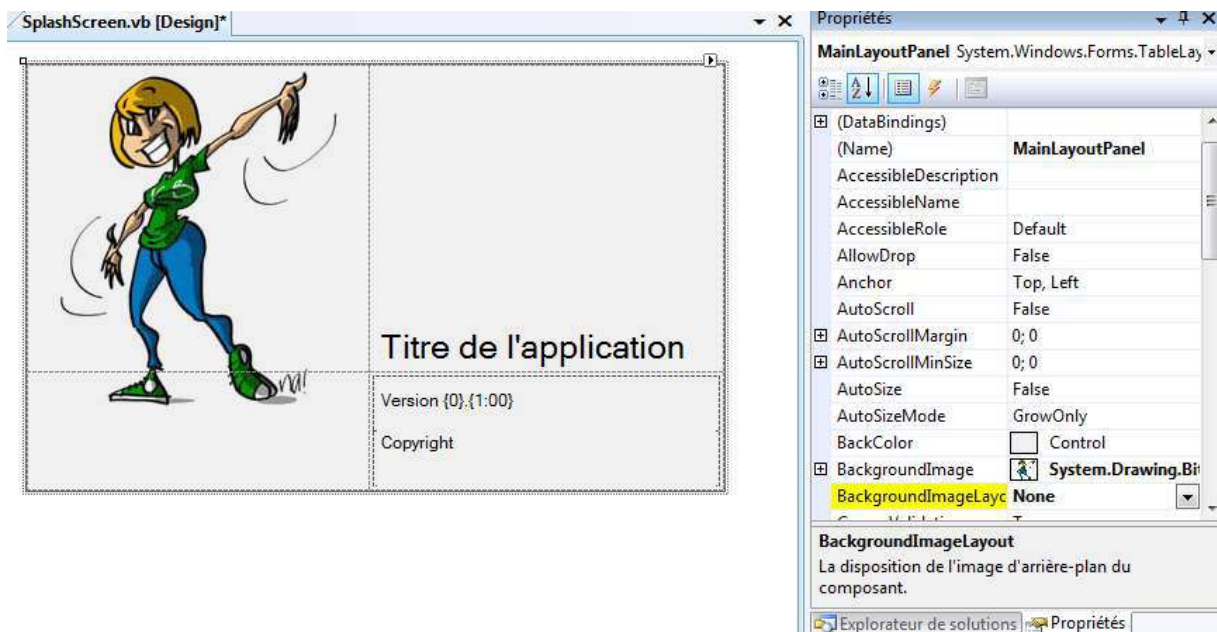 SplashScreen.vb [Design]*
Titre de l'application
Version {0}.{1:00}
Copyright
na!
Propriétés
MainLayoutPanel System.Windows.Forms.TableLay
(DataBindings)
(Name) MainLayoutPanel
AccessibleDescription
AccessibleName
AccessibleRole Default
AllowDrop False
Anchor Top, Left
AutoScroll False
AutoScrollMargin 0; 0
AutoScrollMinSize 0; 0
AutoSize False
AutoSizeMode GrowOnly
BackColor Control
BackgroundImage System.Drawing.Bit
BackgroundImageLayc None
BackgroundImageLayout
La disposition de l'image d'arrière-plan du
composant.
Explorateur de solutions Propriétés